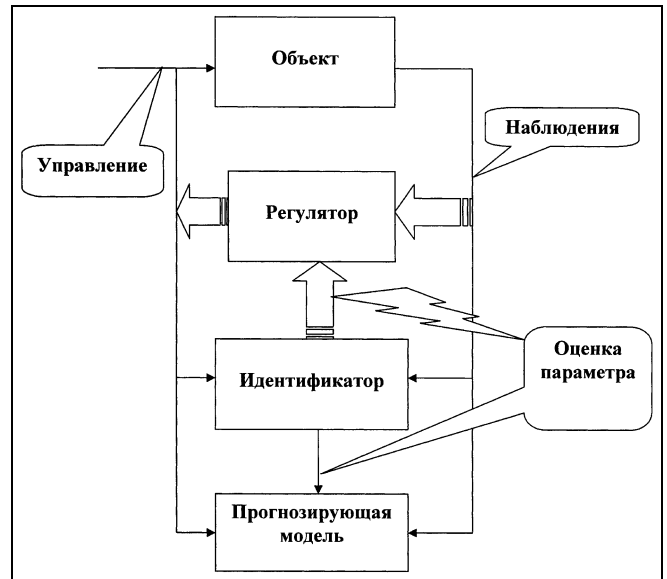 Объект
Наблюдения
Управление
Регулятор
Оценка
параметра
Идентификатор
Прогнозирующая
модель